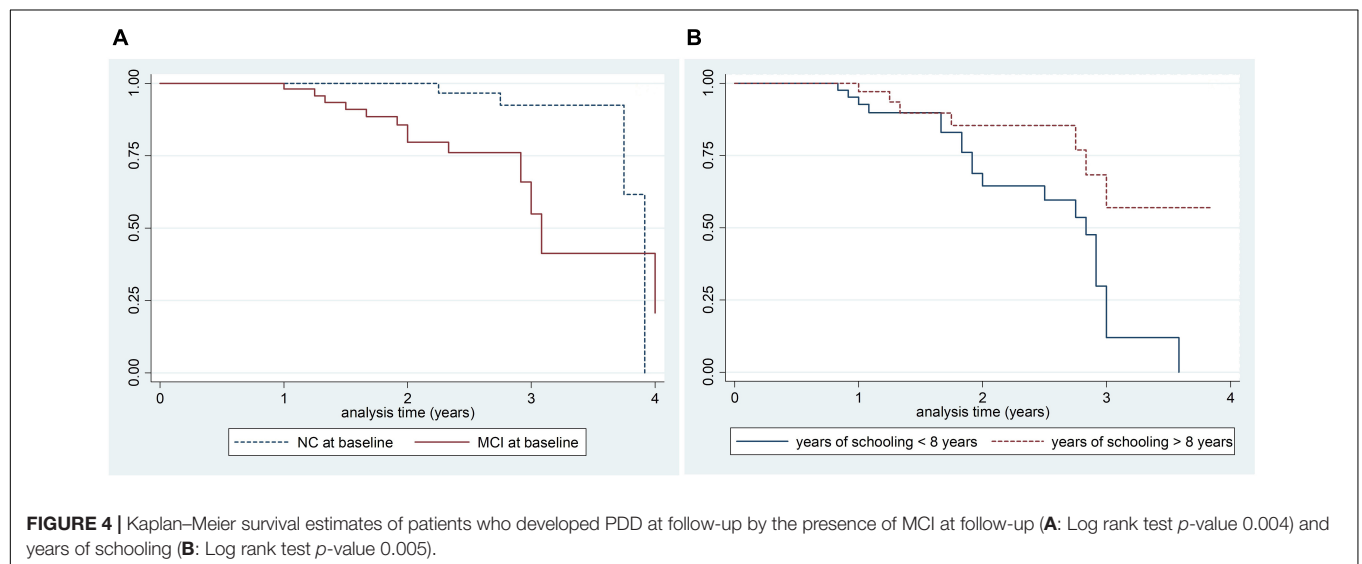 A
1.00
0.75
0.50
0.25
0.00
0 1 2 3 4
analysis time (years)
NC at baseline MCI at baseline
B
1.00
0.75
0.50
0.25
0.00
0 1 2 3 4
analysis time (years)
years of schooling < 8 years years of schooling > 8 years
FIGURE 4 | Kaplan–Meier survival estimates of patients who developed PDD at follow-up by the presence of MCI at follow-up (A: Log rank test p-value 0.004) and
years of schooling (B: Log rank test p-value 0.005).